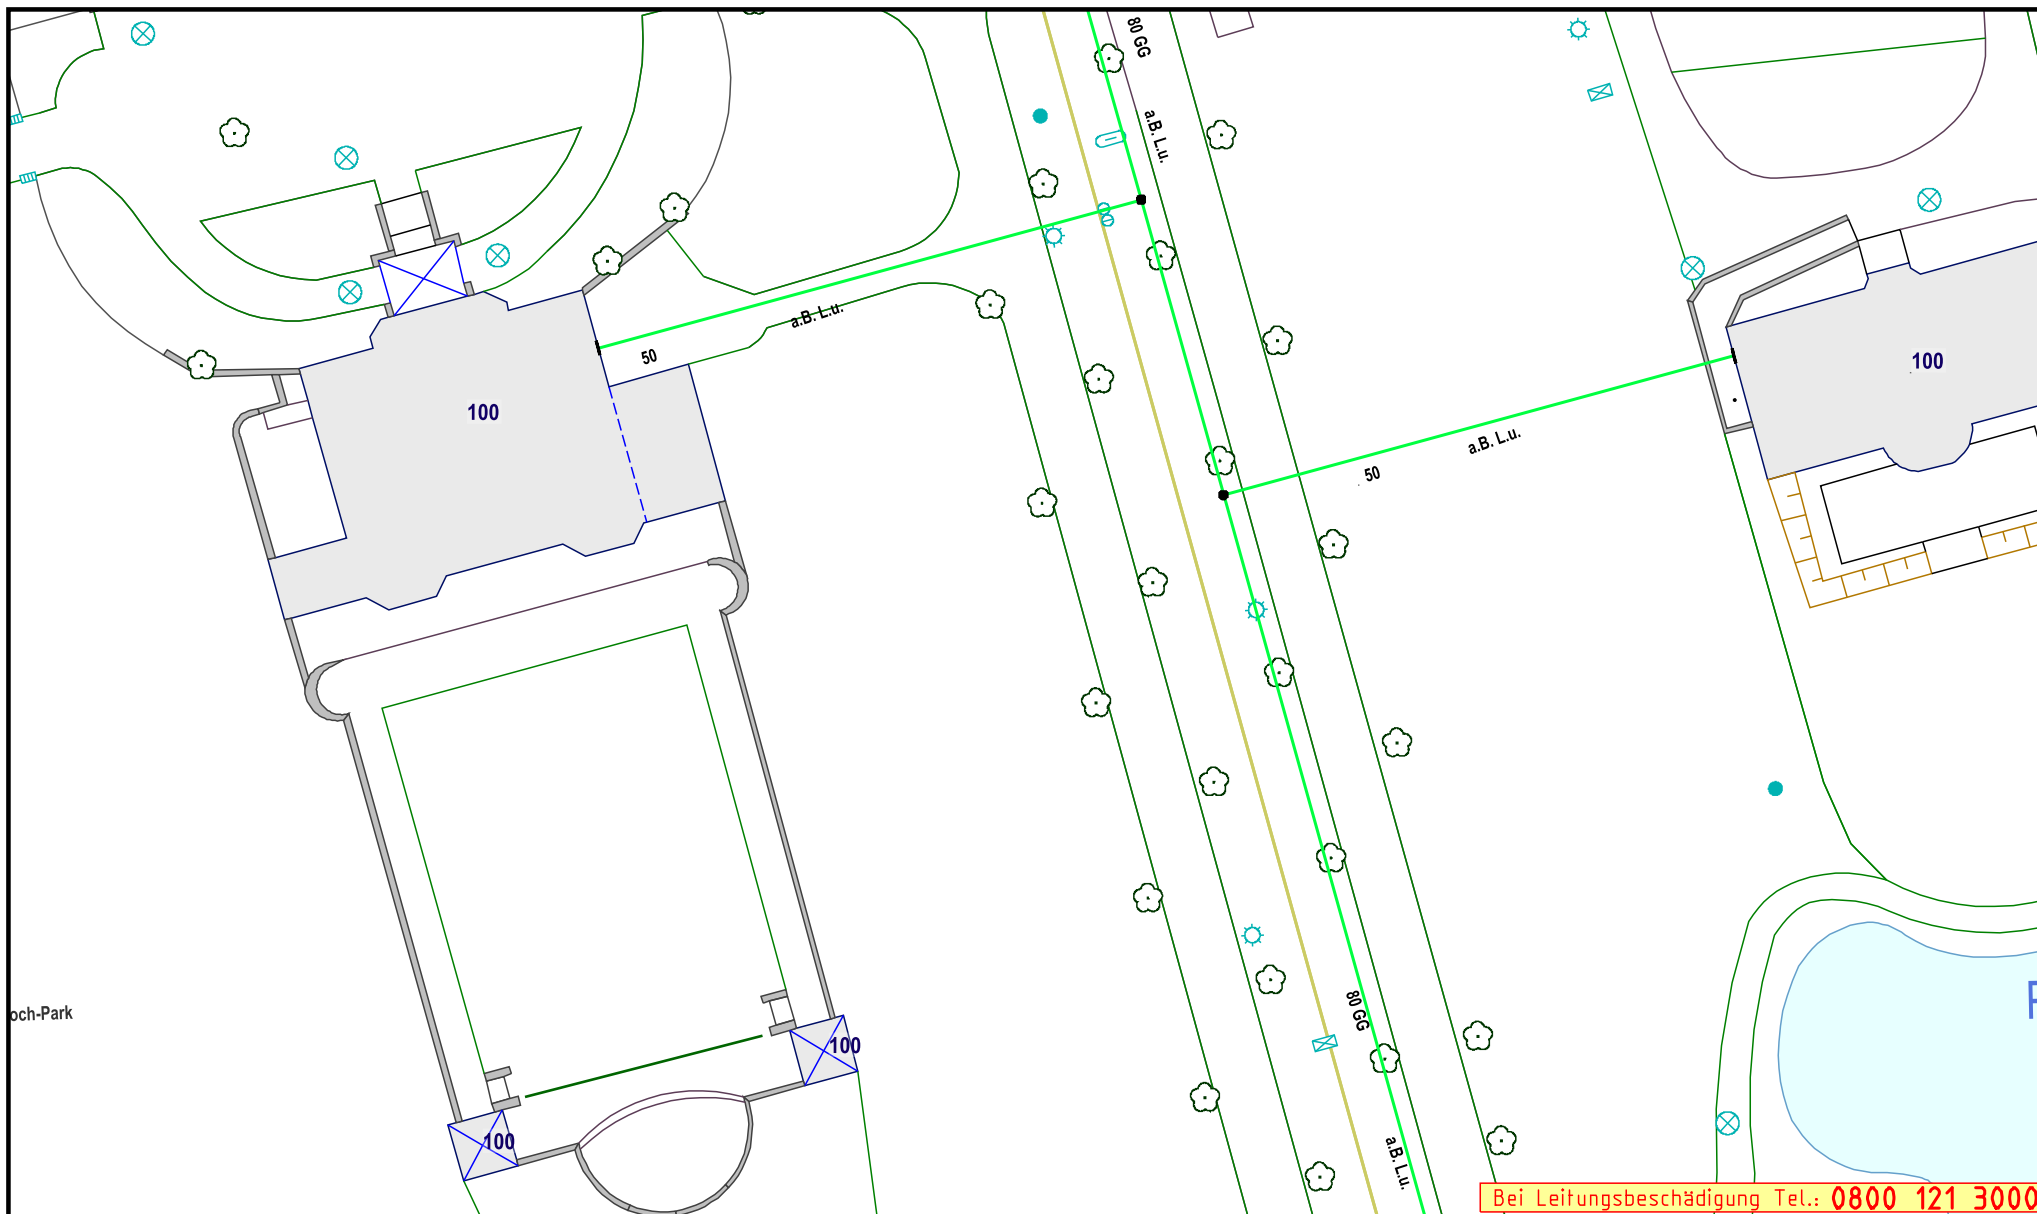 80 GG
a.B. L.u.
a.B. L.u.
50
100
100
a.B. L.u.
50
80 GG
och-Park
100
100
a.B. L.u.
Bei Leitungsbeschädigung Tel.: 0800 121 3000